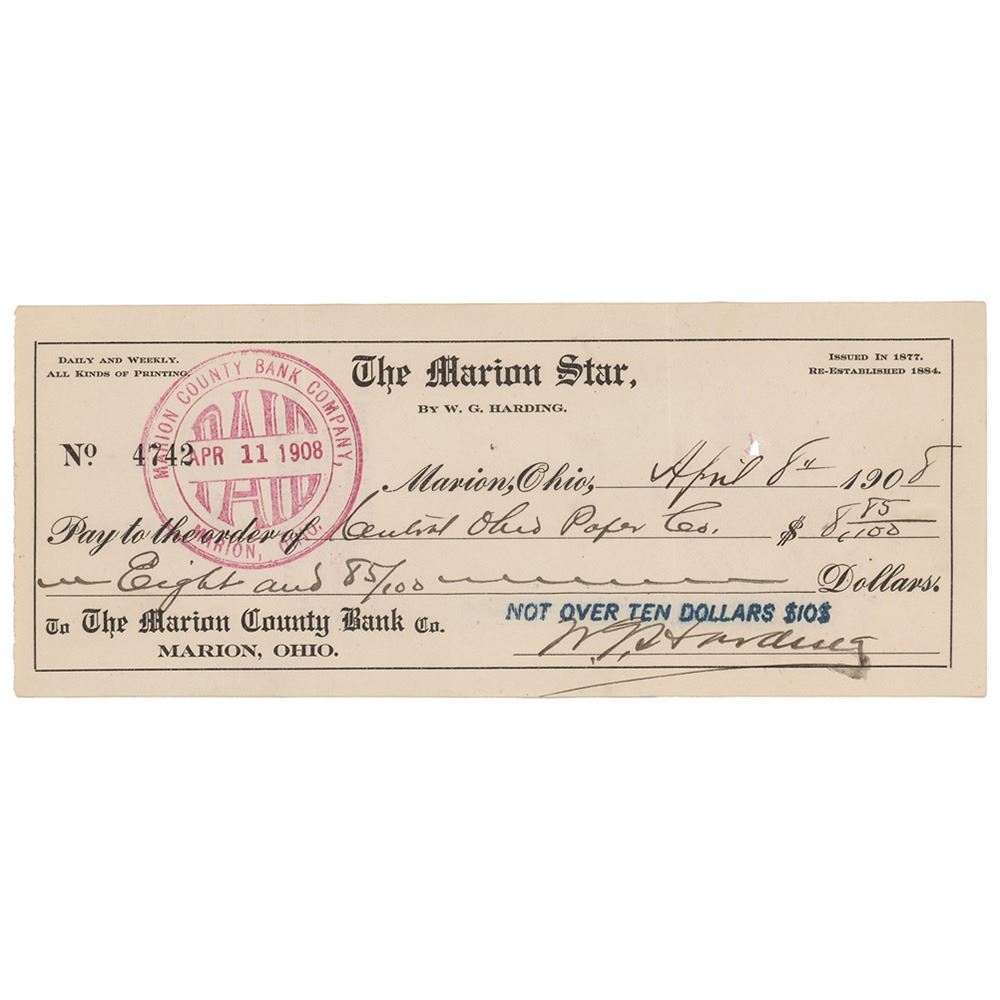 DAILY AND WEEKLY.
ALL KINDS OF PRINTING.
The Marion Star,
BY W. G. HARDING.
ISSUED IN 1877.
RE-ESTABLISHED 1884.
MARION COUNTY BANK COMPANY,
PAID
APR 11 1908
MARION, OHIO.
No 4742
Marion, Ohio, April 8th 1908
Pay to the order of Central Ohio Paper Co. $ 8 85/100
Eight and 85/100 Dollars.
NOT OVER TEN DOLLARS $10$
To The Marion County Bank Co.
MARION, OHIO.
W. G. Harding